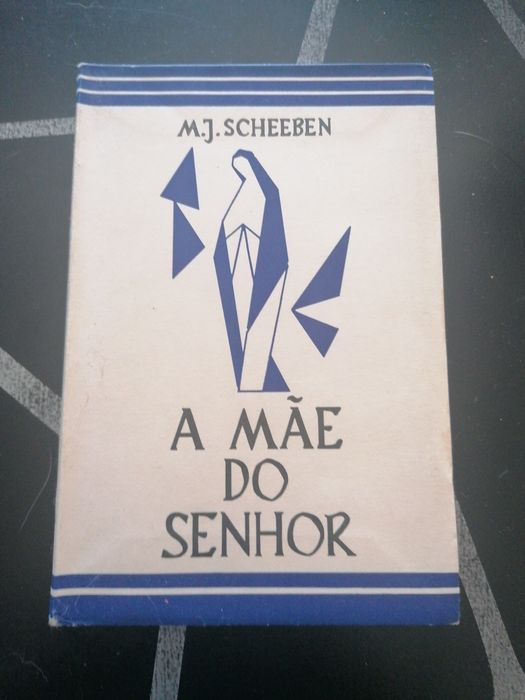 M.J. SCHEEBEN
A MÃE
DO
SENHOR